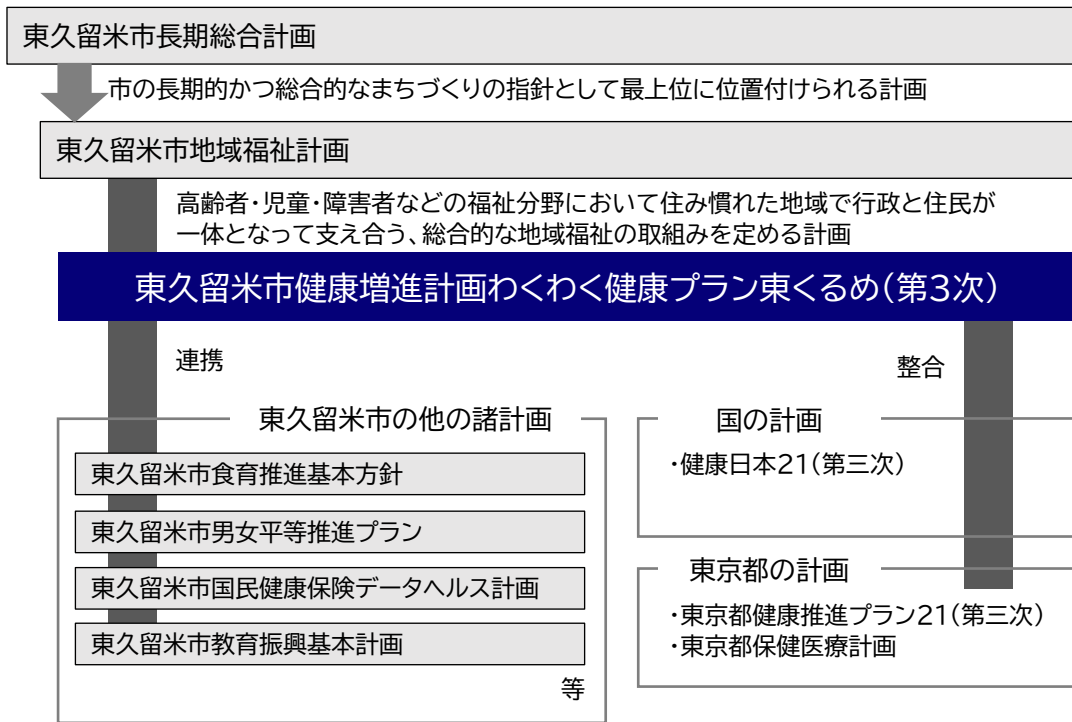 東久留米市長期総合計画
市の長期的かつ総合的なまちづくりの指針として最上位に位置付けられる計画
東久留米市地域福祉計画
高齢者・児童・障害者などの福祉分野において住み慣れた地域で行政と住民が
一体となって支え合う、総合的な地域福祉の取組みを定める計画
東久留米市健康増進計画わくわく健康プラン東くるめ(第3次)
連携
整合
東久留米市の他の諸計画
東久留米市食育推進基本方針
東久留米市男女平等推進プラン
東久留米市国民健康保険データヘルス計画
東久留米市教育振興基本計画
等
国の計画
・健康日本21(第三次)
東京都の計画
・東京都健康推進プラン21(第三次)
・東京都保健医療計画